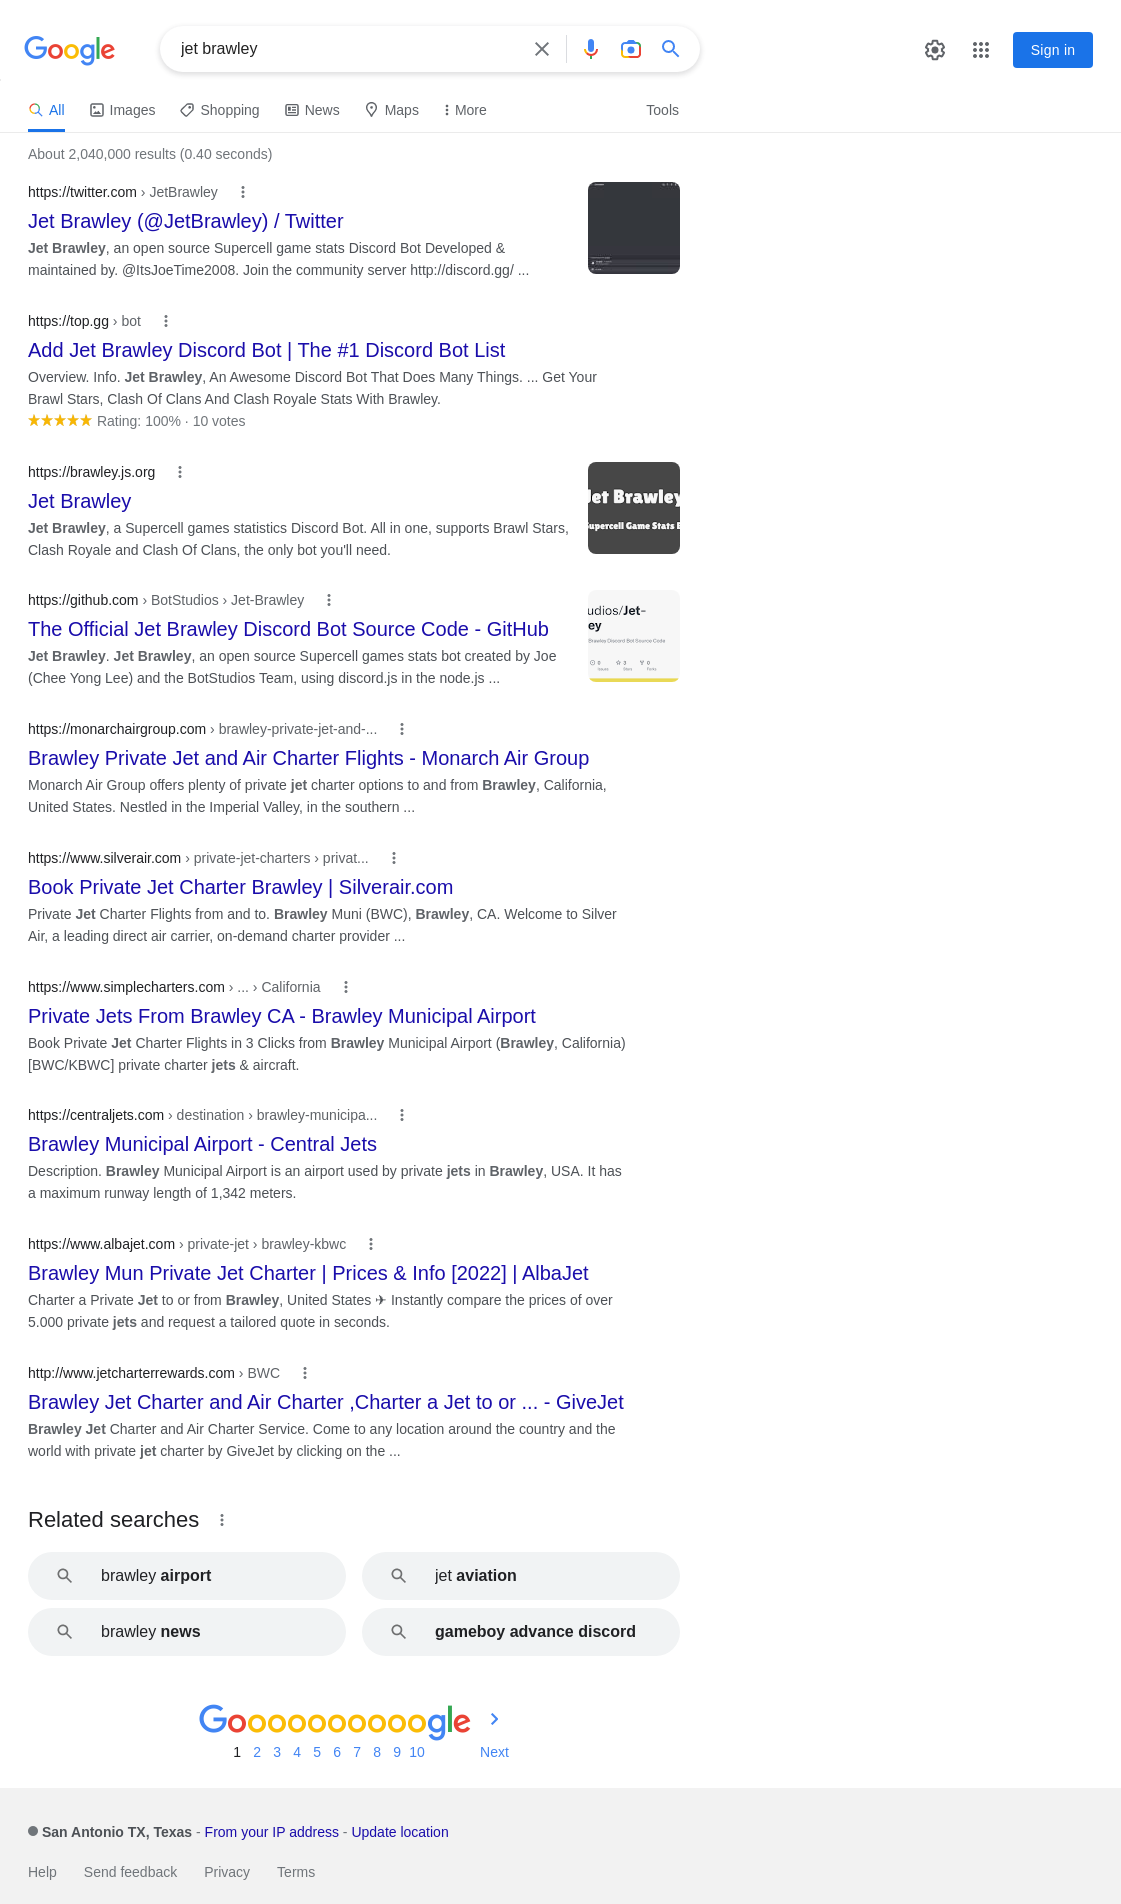 Google
jet brawley
Sign in
All Images Shopping News Maps More Tools
About 2,040,000 results (0.40 seconds)
https://twitter.com › JetBrawley
Jet Brawley (@JetBrawley) / Twitter
Jet Brawley, an open source Supercell game stats Discord Bot Developed &
maintained by. @ItsJoeTime2008. Join the community server http://discord.gg/ ...
https://top.gg › bot
Add Jet Brawley Discord Bot | The #1 Discord Bot List
Overview. Info. Jet Brawley, An Awesome Discord Bot That Does Many Things. ... Get Your
Brawl Stars, Clash Of Clans And Clash Royale Stats With Brawley.
Rating: 100% · 10 votes
https://brawley.js.org
Jet Brawley
Jet Brawley, a Supercell games statistics Discord Bot. All in one, supports Brawl Stars,
Clash Royale and Clash Of Clans, the only bot you'll need.
Jet Brawley
Supercell Game Stats B
https://github.com › BotStudios › Jet-Brawley
The Official Jet Brawley Discord Bot Source Code - GitHub
Jet Brawley. Jet Brawley, an open source Supercell games stats bot created by Joe
(Chee Yong Lee) and the BotStudios Team, using discord.js in the node.js ...
udios/Jet-
ey
Brawley Discord Bot Source Code
https://monarchairgroup.com › brawley-private-jet-and-...
Brawley Private Jet and Air Charter Flights - Monarch Air Group
Monarch Air Group offers plenty of private jet charter options to and from Brawley, California,
United States. Nestled in the Imperial Valley, in the southern ...
https://www.silverair.com › private-jet-charters › privat...
Book Private Jet Charter Brawley | Silverair.com
Private Jet Charter Flights from and to. Brawley Muni (BWC), Brawley, CA. Welcome to Silver
Air, a leading direct air carrier, on-demand charter provider ...
https://www.simplecharters.com › ... › California
Private Jets From Brawley CA - Brawley Municipal Airport
Book Private Jet Charter Flights in 3 Clicks from Brawley Municipal Airport (Brawley, California)
[BWC/KBWC] private charter jets & aircraft.
https://centraljets.com › destination › brawley-municipa...
Brawley Municipal Airport - Central Jets
Description. Brawley Municipal Airport is an airport used by private jets in Brawley, USA. It has
a maximum runway length of 1,342 meters.
https://www.albajet.com › private-jet › brawley-kbwc
Brawley Mun Private Jet Charter | Prices & Info [2022] | AlbaJet
Charter a Private Jet to or from Brawley, United States ✈ Instantly compare the prices of over
5.000 private jets and request a tailored quote in seconds.
http://www.jetcharterrewards.com › BWC
Brawley Jet Charter and Air Charter ,Charter a Jet to or ... - GiveJet
Brawley Jet Charter and Air Charter Service. Come to any location around the country and the
world with private jet charter by GiveJet by clicking on the ...
Related searches
brawley airport
jet aviation
brawley news
gameboy advance discord
Goooooooooogle
1 2 3 4 5 6 7 8 9 10 Next
San Antonio TX, Texas - From your IP address - Update location
Help Send feedback Privacy Terms